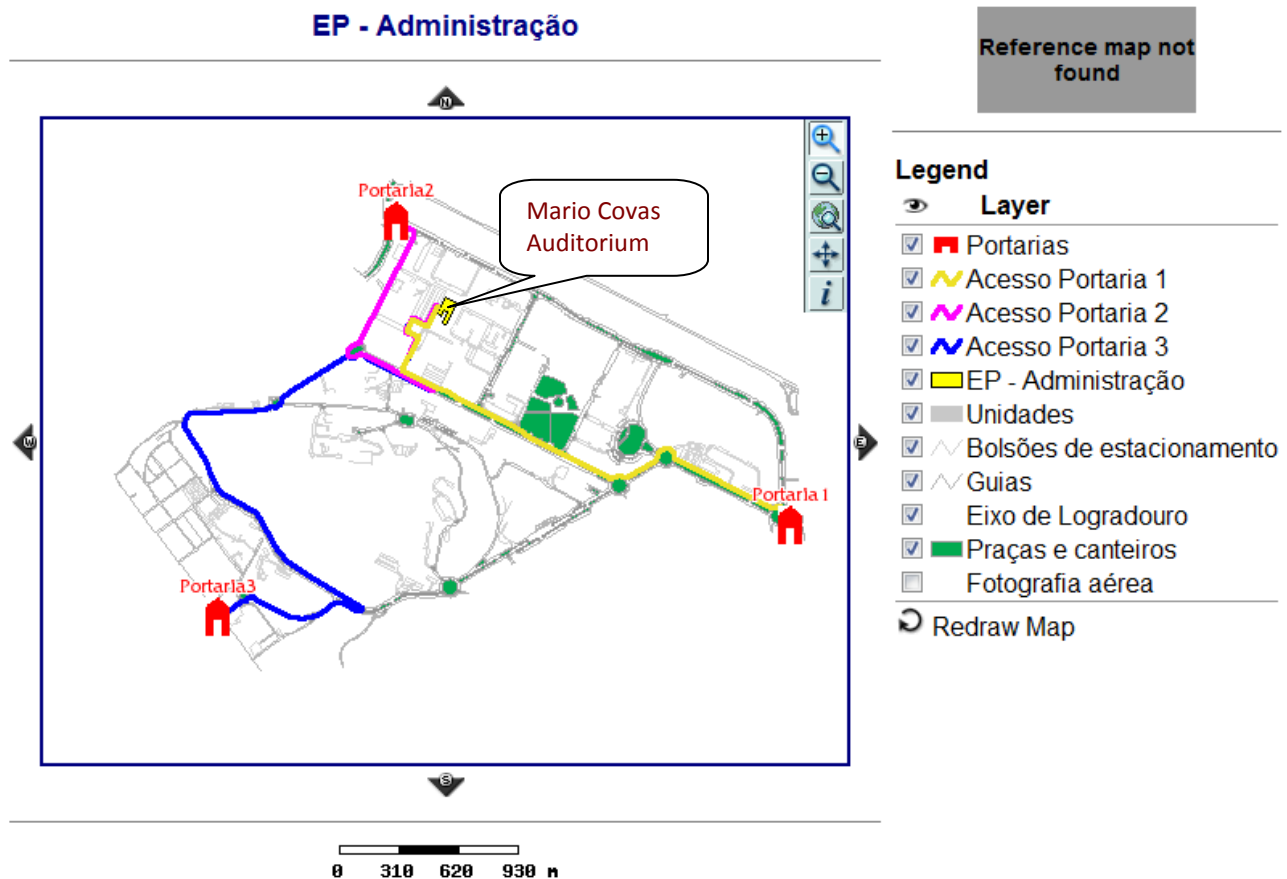 EP - Administração
Reference map not
found
N
Portaria2
Mario Covas
Auditorium
i
W
E
Portaria 1
Portaria3
S
0 310 620 930 m
Legend
Layer
Portarias
Acesso Portaria 1
Acesso Portaria 2
Acesso Portaria 3
EP - Administração
Unidades
Bolsões de estacionamento
Guias
Eixo de Logradouro
Praças e canteiros
Fotografia aérea
Redraw Map